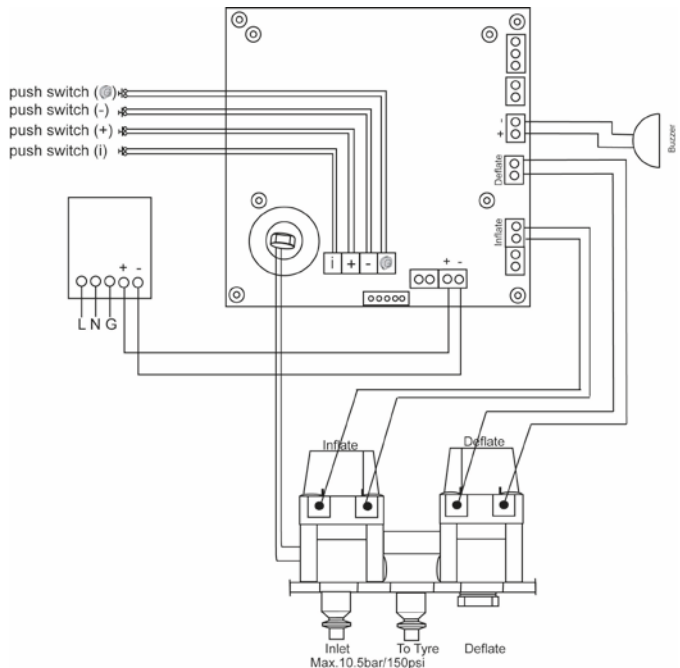 push switch ( )
push switch (-)
push switch (+)
push switch (i)
-
+
Buzzer
Deflate
Inflate
i + -
+ -
+ -
L N G
Inflate
Deflate
Inlet
To Tyre
Deflate
Max.10.5bar/150psi